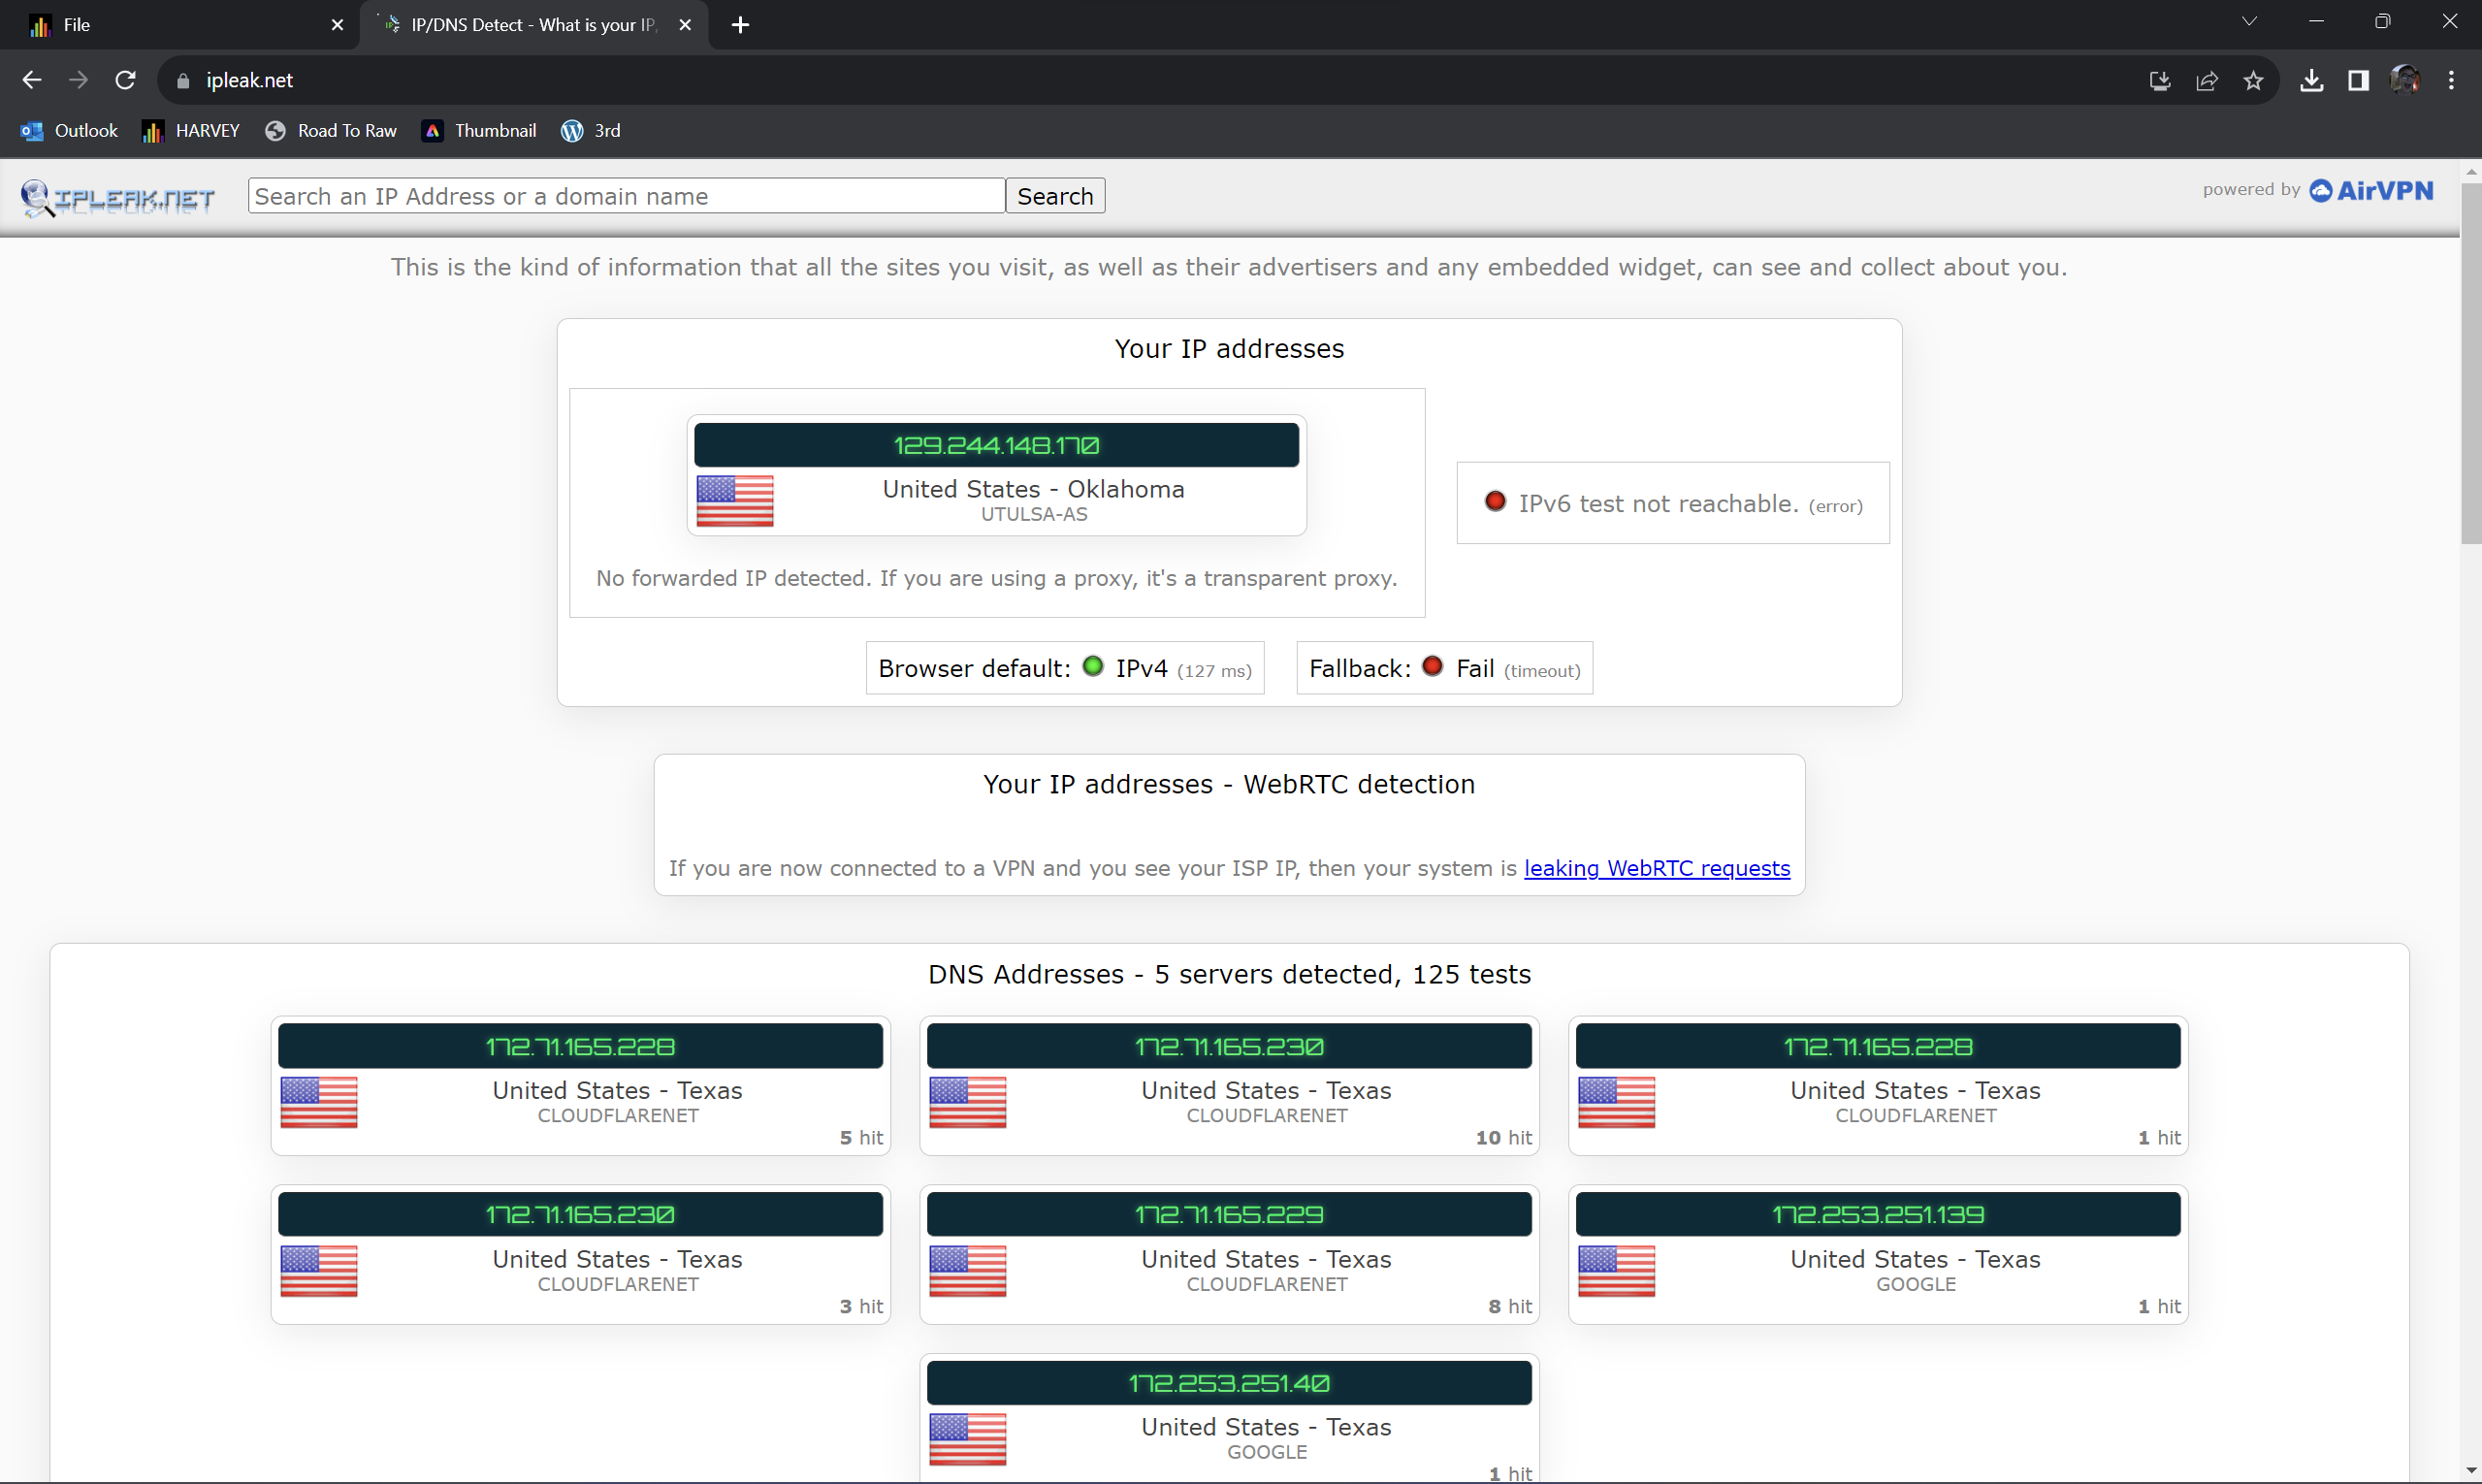 File
IP/DNS Detect - What is your IP,
ipleak.net
Outlook HARVEY Road To Raw Thumbnail 3rd
IPLEAK.NET Search an IP Address or a domain name Search powered by AirVPN
This is the kind of information that all the sites you visit, as well as their advertisers and any embedded widget, can see and collect about you.
Your IP addresses
129.244.148.170
United States - Oklahoma
UTULSA-AS
No forwarded IP detected. If you are using a proxy, it's a transparent proxy.
IPv6 test not reachable. (error)
Browser default: IPv4 (127 ms) Fallback: Fail (timeout)
Your IP addresses - WebRTC detection
If you are now connected to a VPN and you see your ISP IP, then your system is leaking WebRTC requests
DNS Addresses - 5 servers detected, 125 tests
172.71.165.228
United States - Texas
CLOUDFLARENET
5 hit
172.71.165.230
United States - Texas
CLOUDFLARENET
10 hit
172.71.165.228
United States - Texas
CLOUDFLARENET
1 hit
172.71.165.230
United States - Texas
CLOUDFLARENET
3 hit
172.71.165.229
United States - Texas
CLOUDFLARENET
8 hit
172.253.251.139
United States - Texas
GOOGLE
1 hit
172.253.251.40
United States - Texas
GOOGLE
1 hit